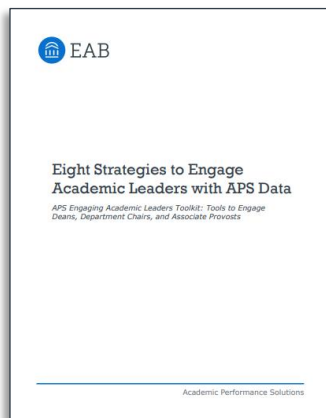 EAB
Eight Strategies to Engage
Academic Leaders with APS Data
APS Engaging Academic Leaders Toolkit: Tools to Engage
Deans, Department Chairs, and Associate Provosts
Academic Performance Solutions